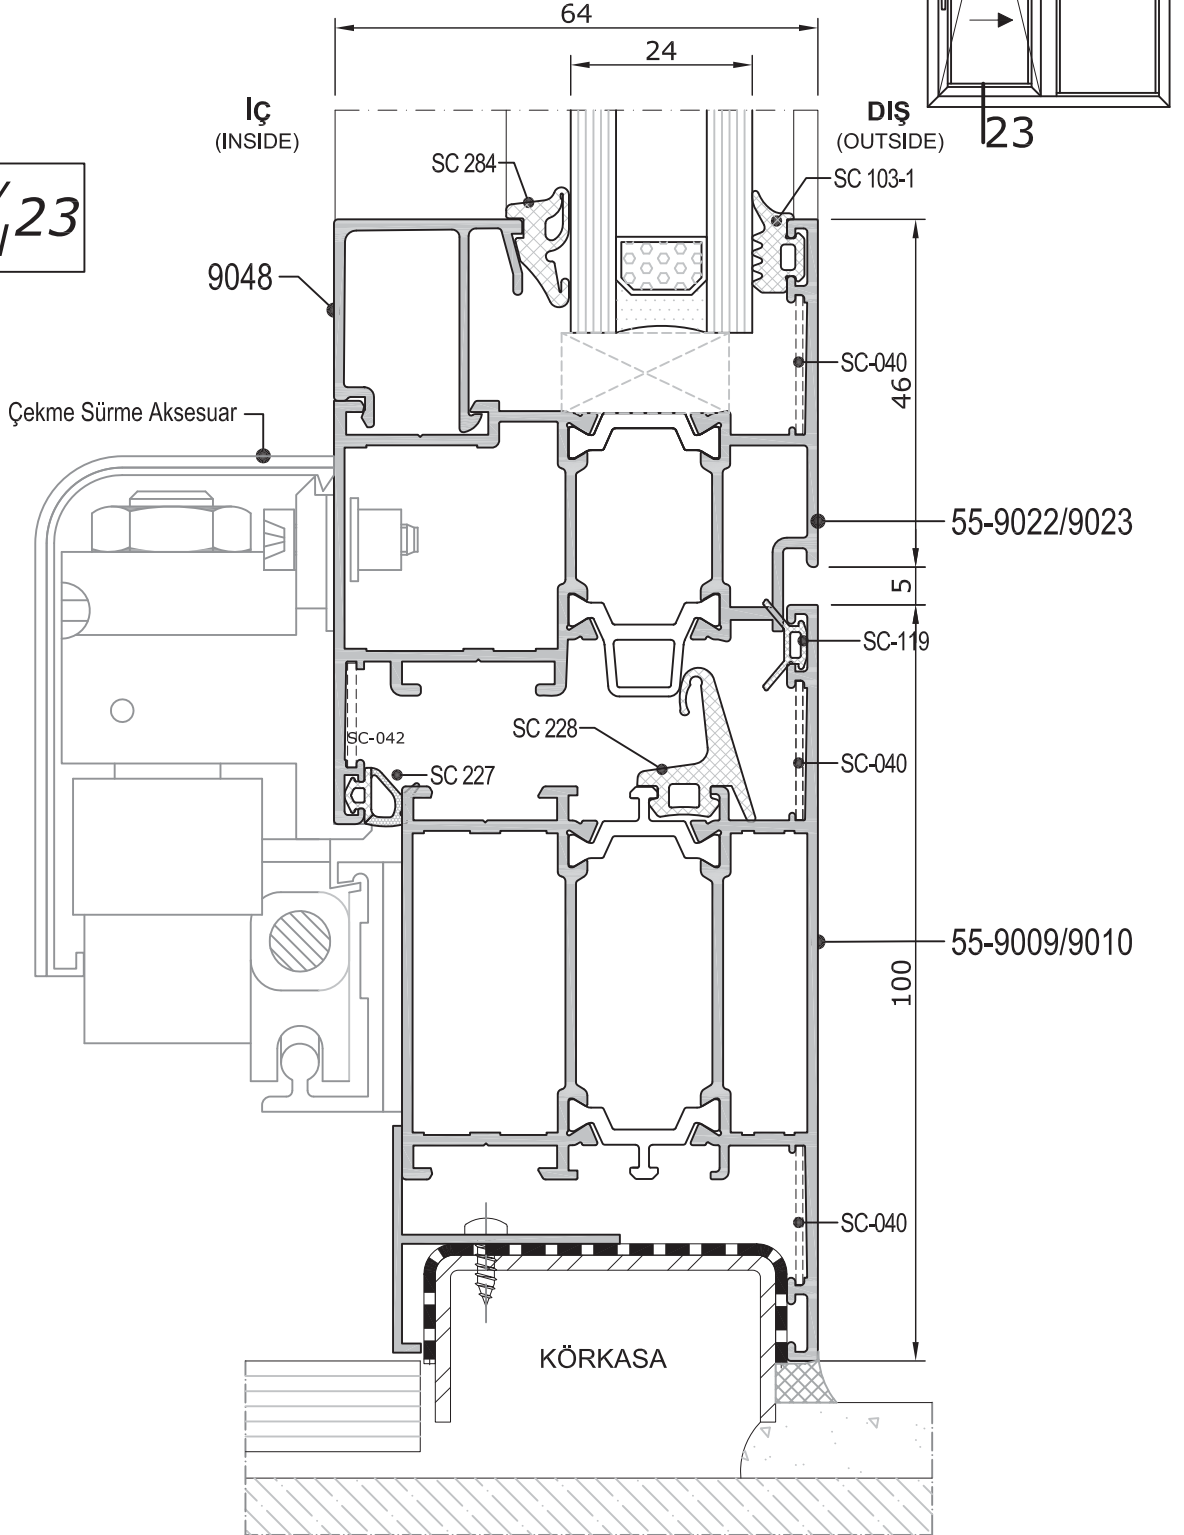 64
24
İÇ
(INSIDE)
DIŞ
(OUTSIDE)
23
SC 284
SC 103-1
23
9048
SC-040
46
Çekme Sürme Aksesuar
55-9022/9023
5
SC-119
SC-042
SC 228
SC-040
SC 227
55-9009/9010
100
SC-040
KÖRKASA